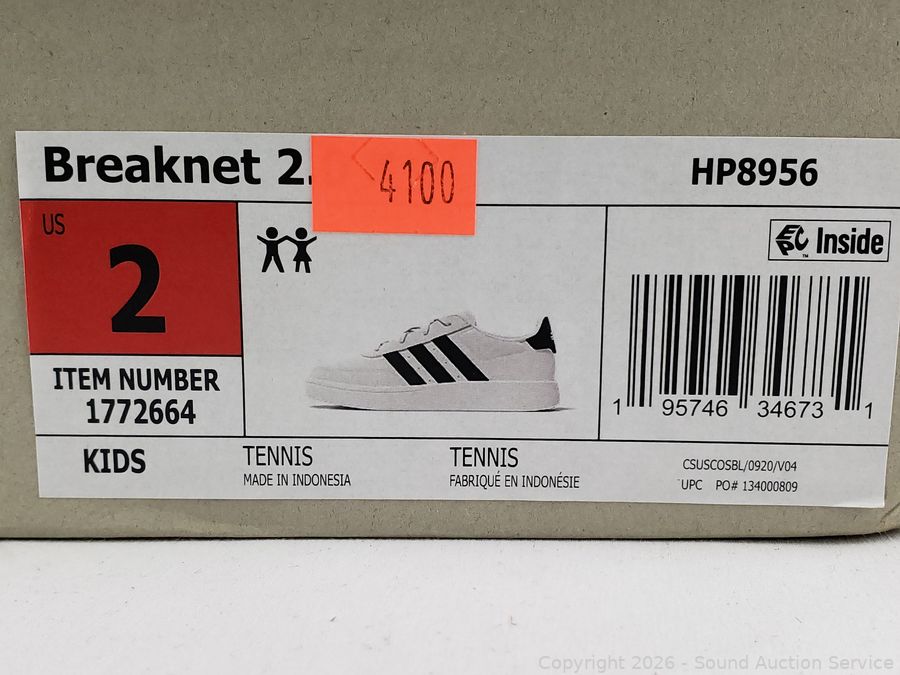 Breaknet 2.
4100
HP8956
US
2
EPC Inside
ITEM NUMBER
1772664
1 95746 34673 1
KIDS
TENNIS
MADE IN INDONESIA
TENNIS
FABRIQUÉ EN INDONÉSIE
CSUSCOSBL/0920/V04
UPC PO# 134000809
Copyright 2026 - Sound Auction Service